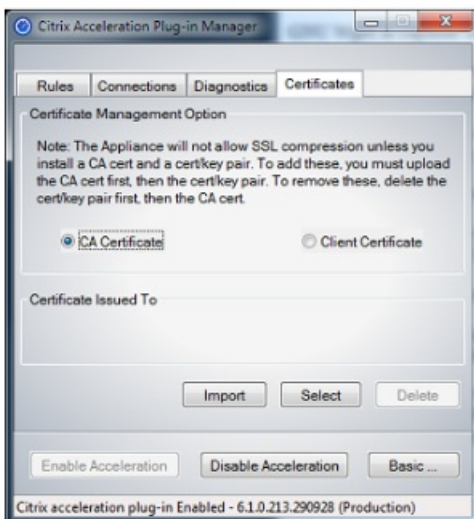 Citrix Acceleration Plug-in Manager
Rules Connections Diagnostics Certificates
Certificate Management Option
Note: The Appliance will not allow SSL compression unless you
install a CA cert and a cert/key pair. To add these, you must upload
the CA cert first, then the cert/key pair. To remove these, delete the
cert/key pair first, then the CA cert.
CA Certificate Client Certificate
Certificate Issued To
Import Select Delete
Enable Acceleration Disable Acceleration Basic ...
Citrix acceleration plug-in Enabled - 6.1.0.213.290928 (Production)